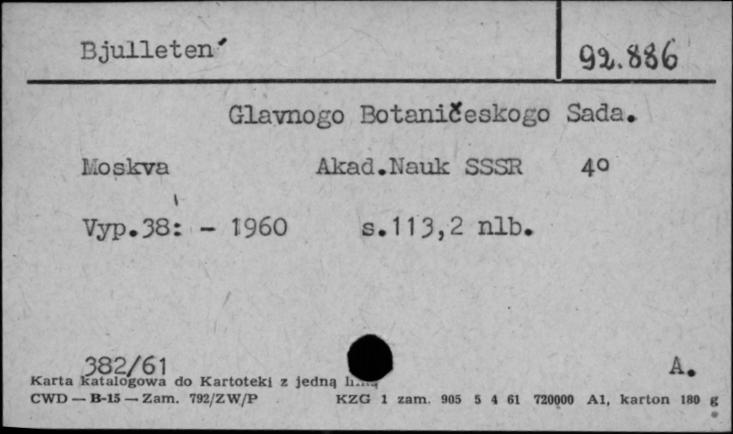 Bjulleten´
92.886
Glavnogo Botaničeskogo Sada.
Moskva Akad.Nauk SSSR 4o
Vyp.38: - 1960 s.113,2 nlb.
382/61 A.
Karta katalogowa do Kartoteki z jedną
CWD — B-15 — Zam. 792/ZW/P KZG 1 zam. 905 5 4 61 720000 A1, karton 180 g